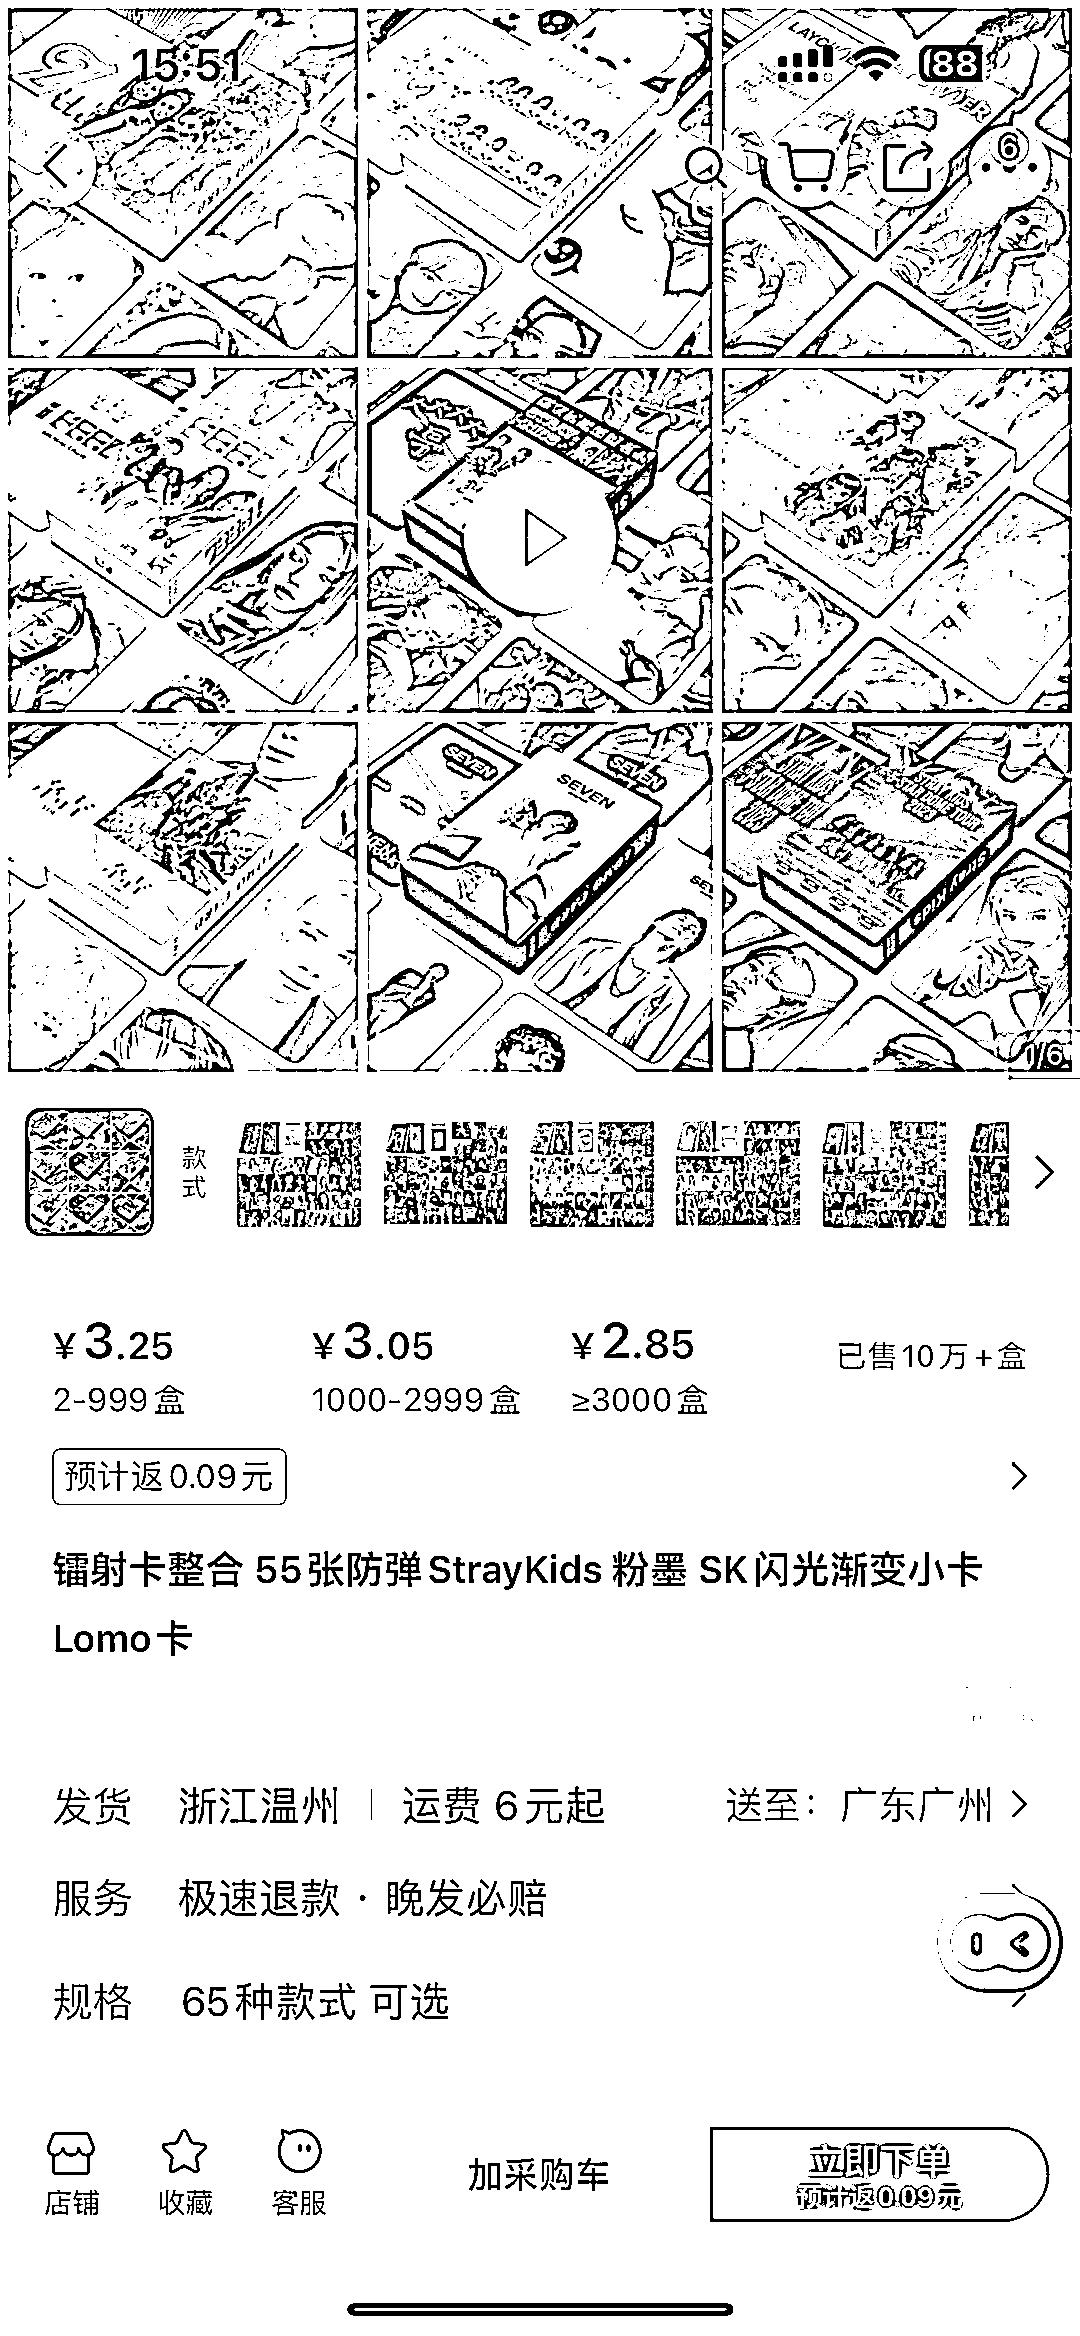 15:51
88
6
LAYOVER
FEEL
SEVEN
SEVEN
SEVEN
1/6
款式
¥3.25
¥3.05
¥2.85
已售10万+盒
2-999盒
1000-2999盒
≥3000盒
预计返0.09元
镭射卡整合 55张防弹StrayKids 粉墨 SK闪光渐变小卡
Lomo卡
发货 浙江温州 | 运费 6元起 送至：广东广州
服务 极速退款 · 晚发必赔
规格 65种款式 可选
店铺
收藏
客服
加采购车
立即下单
预计返0.09元